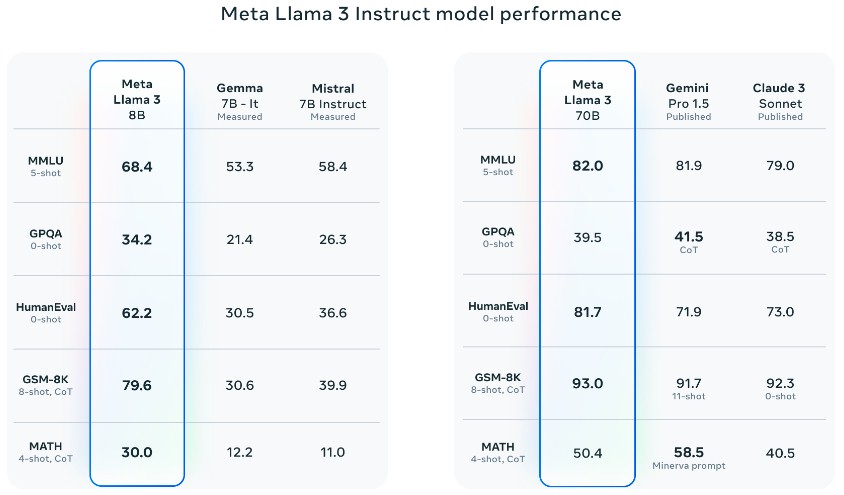 Meta Llama 3 Instruct model performance
Meta
Llama 3
8B
Gemma
7B - It
Measured
Mistral
7B Instruct
Measured
MMLU
5-shot
68.4
53.3
58.4
GPQA
0-shot
34.2
21.4
26.3
HumanEval
0-shot
62.2
30.5
36.6
GSM-8K
8-shot, CoT
79.6
30.6
39.9
MATH
4-shot, CoT
30.0
12.2
11.0
Meta
Llama 3
70B
Gemini
Pro 1.5
Published
Claude 3
Sonnet
Published
MMLU
5-shot
82.0
81.9
79.0
GPQA
0-shot
39.5
41.5
CoT
38.5
CoT
HumanEval
0-shot
81.7
71.9
73.0
GSM-8K
8-shot, CoT
93.0
91.7
11-shot
92.3
0-shot
MATH
4-shot, CoT
50.4
58.5
Minerva prompt
40.5